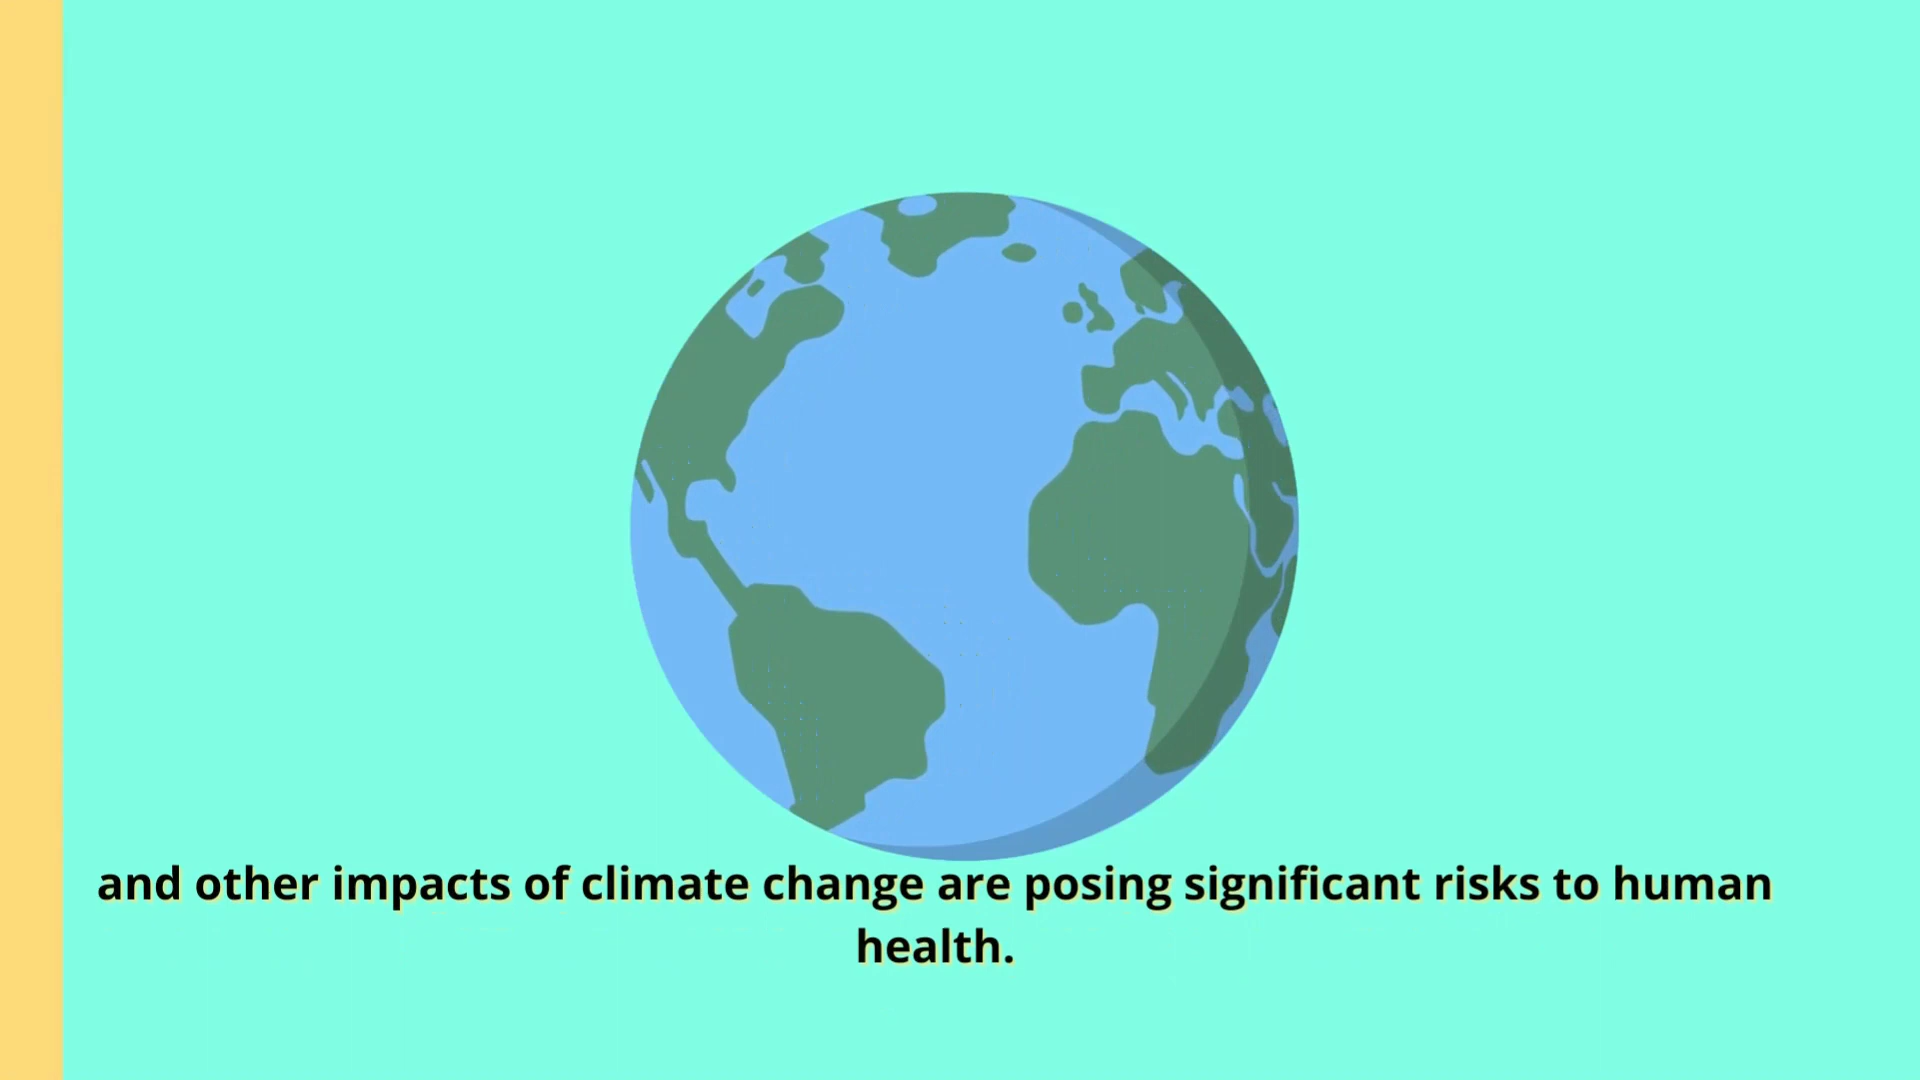 and other impacts of climate change are posing significant risks to human
health.